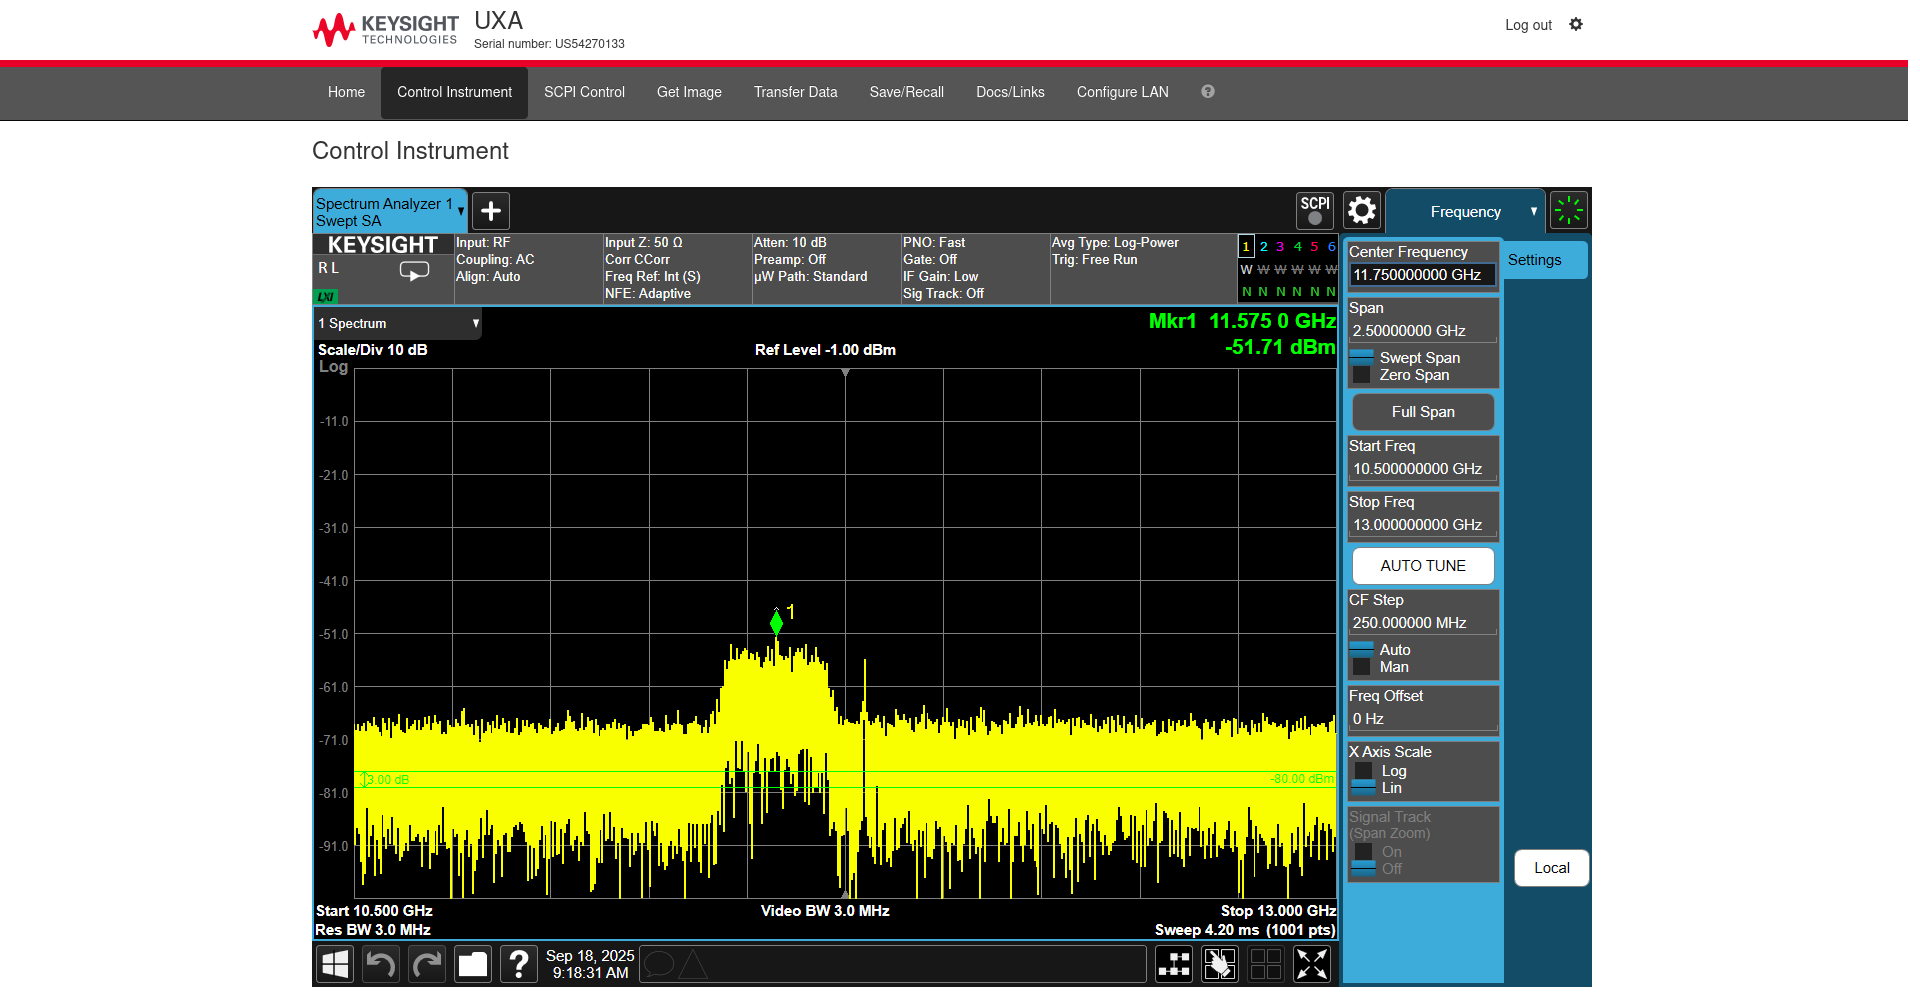 KEYSIGHT
TECHNOLOGIES
UXA
Serial number: US54270133
Log out
Home
Control Instrument
SCPI Control
Get Image
Transfer Data
Save/Recall
Docs/Links
Configure LAN
?
Control Instrument
Spectrum Analyzer 1
Swept SA
SCPI
Frequency
KEYSIGHT
R L
LXI
Input: RF
Coupling: AC
Align: Auto
Input Z: 50 Ω
Corr CCorr
Freq Ref: Int (S)
NFE: Adaptive
Atten: 10 dB
Preamp: Off
µW Path: Standard
PNO: Fast
Gate: Off
IF Gain: Low
Sig Track: Off
Avg Type: Log-Power
Trig: Free Run
1 2 3 4 5 6
W W W W W W
N N N N N N
1 Spectrum
Scale/Div 10 dB
Log
Ref Level -1.00 dBm
Mkr1 11.575 0 GHz
-51.71 dBm
-11.0
-21.0
-31.0
-41.0
-51.0
-61.0
-71.0
-81.0
-91.0
1
3.00 dB
-80.00 dBm
Start 10.500 GHz
Res BW 3.0 MHz
Video BW 3.0 MHz
Stop 13.000 GHz
Sweep 4.20 ms (1001 pts)
Center Frequency
11.750000000 GHz
Span
2.50000000 GHz
Swept Span
Zero Span
Full Span
Start Freq
10.500000000 GHz
Stop Freq
13.000000000 GHz
AUTO TUNE
CF Step
250.000000 MHz
Auto
Man
Freq Offset
0 Hz
X Axis Scale
Log
Lin
Signal Track
(Span Zoom)
On
Off
Settings
Local
?
Sep 18, 2025
9:18:31 AM